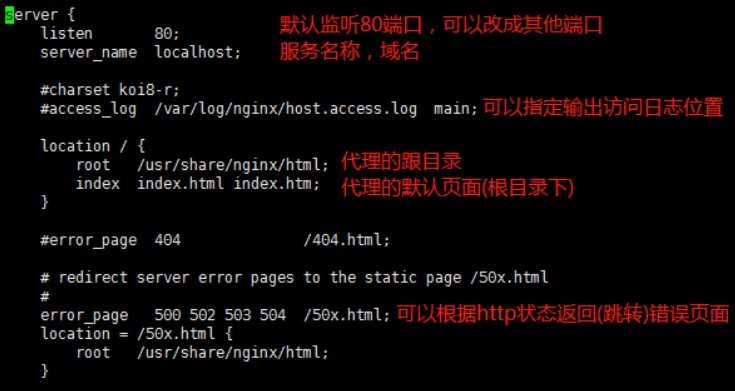 server {
listen 80; 默认监听80端口，可以改成其他端口
server_name localhost; 服务名称，域名
#charset koi8-r;
#access_log /var/log/nginx/host.access.log main; 可以指定输出访问日志位置
location / {
root /usr/share/nginx/html; 代理的跟目录
index index.html index.htm; 代理的默认页面(根目录下)
}
#error_page 404 /404.html;
# redirect server error pages to the static page /50x.html
#
error_page 500 502 503 504 /50x.html; 可以根据http状态返回(跳转)错误页面
location = /50x.html {
root /usr/share/nginx/html;
}